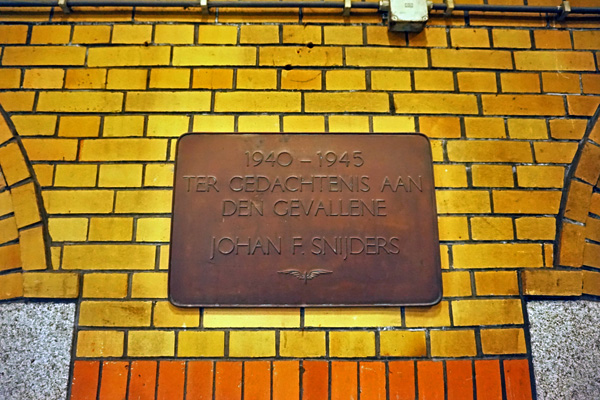 1940 – 1945
TER GEDACHTENIS AAN
DEN GEVALLENE
JOHAN F. SNIJDERS